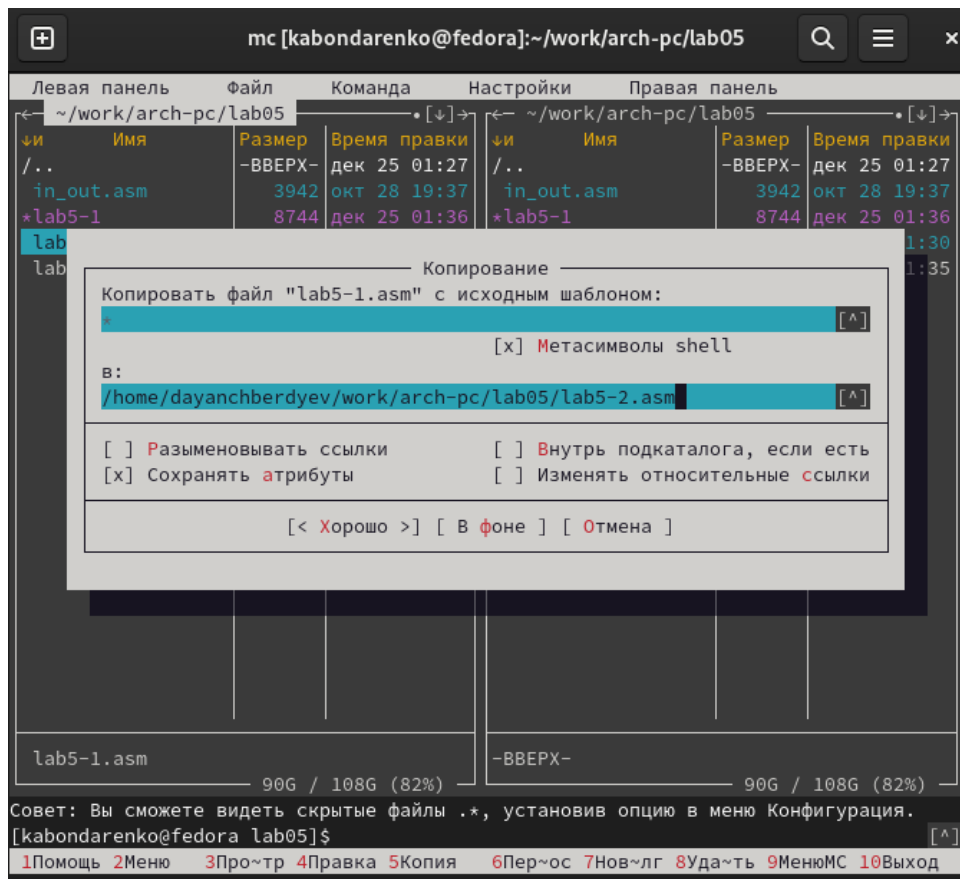 mc [kabondarenko@fedora]:~/work/arch-pc/lab05
Левая панель Файл Команда Настройки Правая панель
~/work/arch-pc/lab05 [↓] ~/work/arch-pc/lab05 [↓]
↓и Имя Размер Время правки ↓и Имя Размер Время правки
/.. -ВВЕРХ- дек 25 01:27 /.. -ВВЕРХ- дек 25 01:27
in_out.asm 3942 окт 28 19:37 in_out.asm 3942 окт 28 19:37
*lab5-1 8744 дек 25 01:36 *lab5-1 8744 дек 25 01:36
lab 1:30
lab 1:35
Копирование
Копировать файл "lab5-1.asm" с исходным шаблоном:
* [^]
[x] Метасимволы shell
в:
/home/dayanchberdyev/work/arch-pc/lab05/lab5-2.asm [^]
[ ] Разыменовывать ссылки [ ] Внутрь подкаталога, если есть
[x] Сохранять атрибуты [ ] Изменять относительные ссылки
[< Хорошо >] [ В фоне ] [ Отмена ]
lab5-1.asm -ВВЕРХ-
90G / 108G (82%) 90G / 108G (82%)
Совет: Вы сможете видеть скрытые файлы .*, установив опцию в меню Конфигурация.
[kabondarenko@fedora lab05]$ [^]
1Помощь 2Меню 3Про~тр 4Правка 5Копия 6Пер~ос 7Нов~лг 8Уда~ть 9МенюМС 10Выход